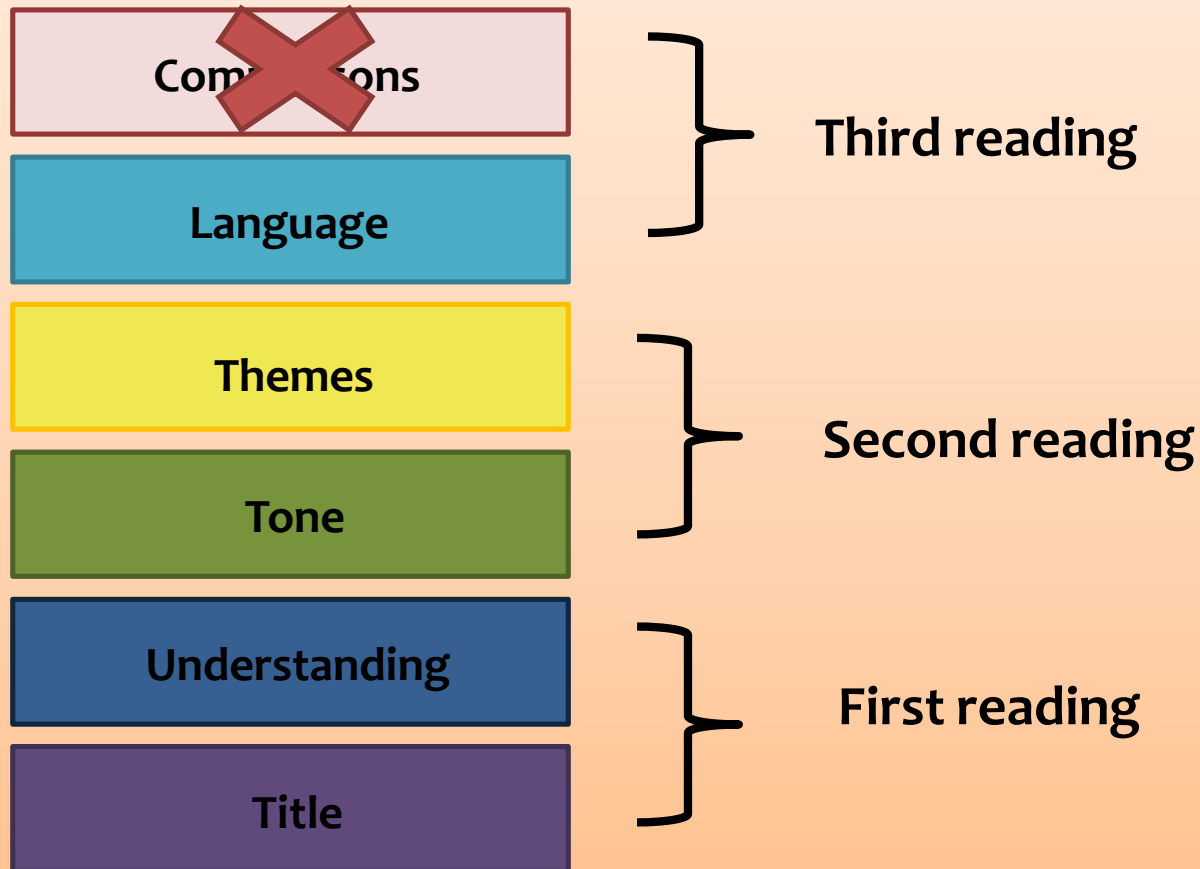 Third reading
Language
Themes
Second reading
Tone
Understanding
First reading
Title